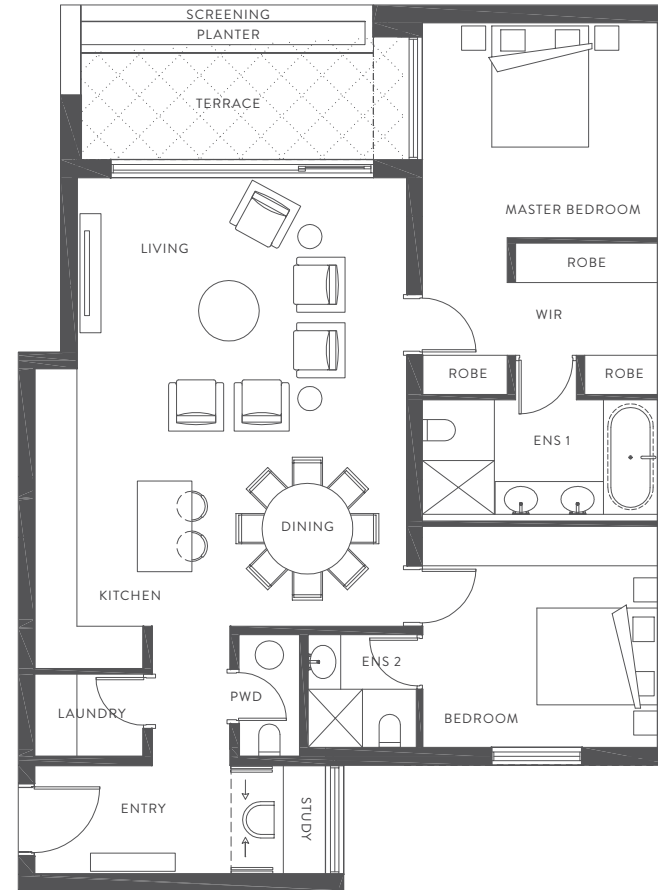 SCREENING
PLANTER
TERRACE
MASTER BEDROOM
LIVING
ROBE
WIR
ROBE
ROBE
ENS 1
DINING
KITCHEN
ENS 2
PWD
LAUNDRY
BEDROOM
ENTRY
STUDY